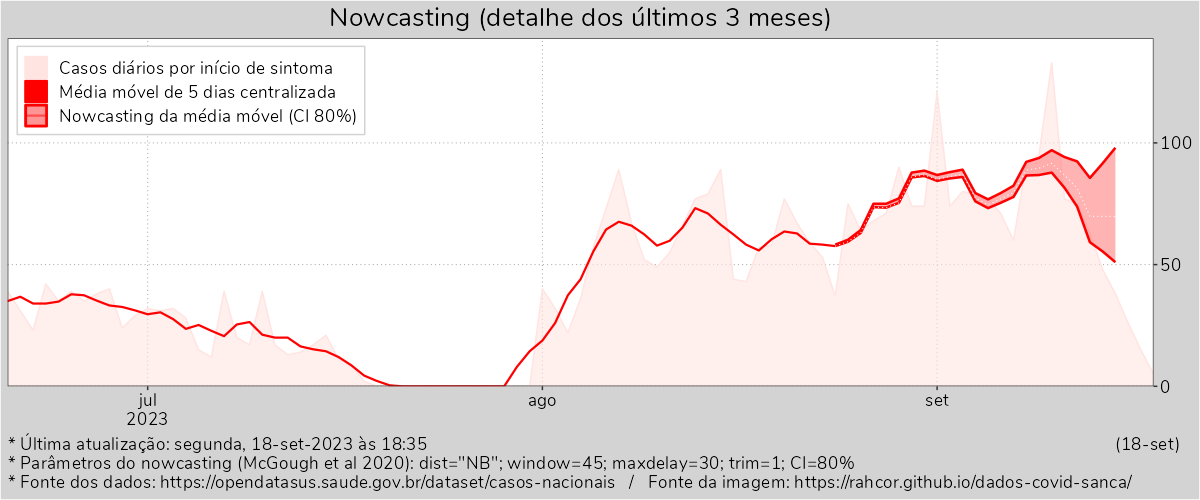 Nowcasting (detalhe dos últimos 3 meses)
Casos diários por início de sintoma
Média móvel de 5 dias centralizada
Nowcasting da média móvel (CI 80%)
100
50
0
jul
2023
ago
set
* Última atualização: segunda, 18-set-2023 às 18:35
(18-set)
* Parâmetros do nowcasting (McGough et al 2020): dist="NB"; window=45; maxdelay=30; trim=1; CI=80%
* Fonte dos dados: https://opendatasus.saude.gov.br/dataset/casos-nacionais / Fonte da imagem: https://rahcor.github.io/dados-covid-sanca/